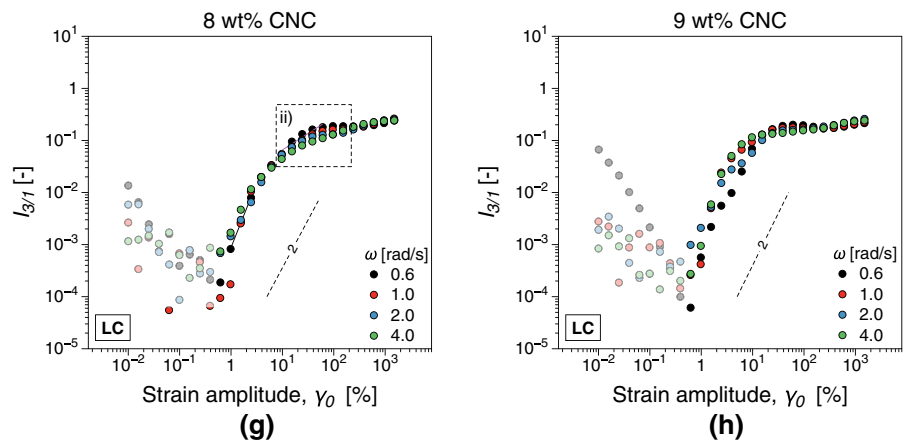 8 wt% CNC
10¹
1
10⁻¹
10⁻²
10⁻³
10⁻⁴
10⁻⁵
I₃/₁ [-]
ii)
2
ω [rad/s]
0.6
1.0
2.0
4.0
LC
10⁻² 10⁻¹ 1 10¹ 10² 10³
Strain amplitude, γ₀ [%]
(g)
9 wt% CNC
10¹
1
10⁻¹
10⁻²
10⁻³
10⁻⁴
10⁻⁵
I₃/₁ [-]
2
ω [rad/s]
0.6
1.0
2.0
4.0
LC
10⁻² 10⁻¹ 1 10¹ 10² 10³
Strain amplitude, γ₀ [%]
(h)